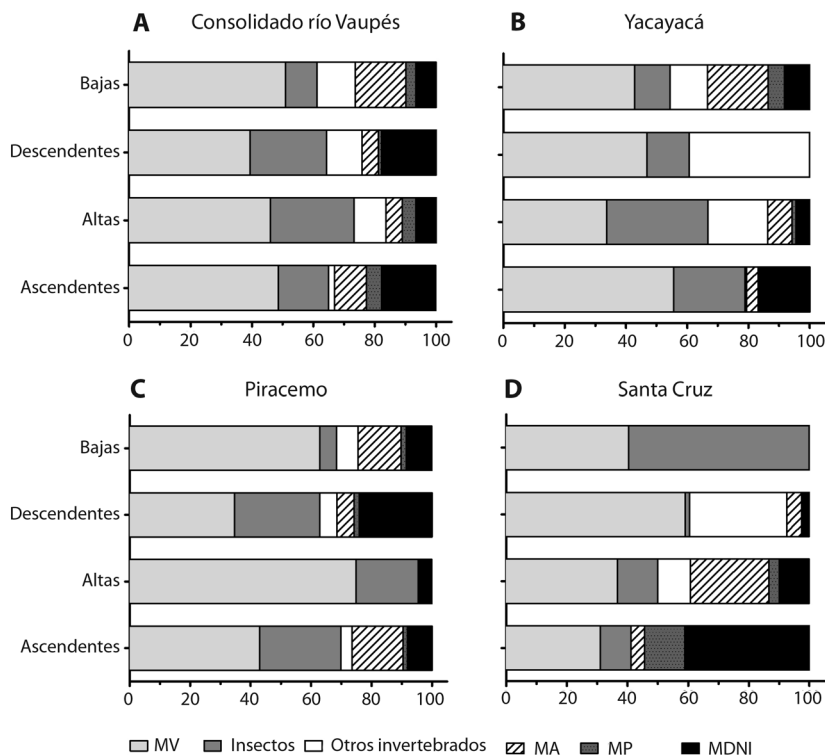 A Consolidado río Vaupés
B Yacayacá
Bajas
Descendentes
Altas
Ascendentes
0 20 40 60 80 100
0 20 40 60 80 100
C Piracemo
D Santa Cruz
Bajas
Descendentes
Altas
Ascendentes
0 20 40 60 80 100
0 20 40 60 80 100
MV Insectos Otros invertebrados MA MP MDNI